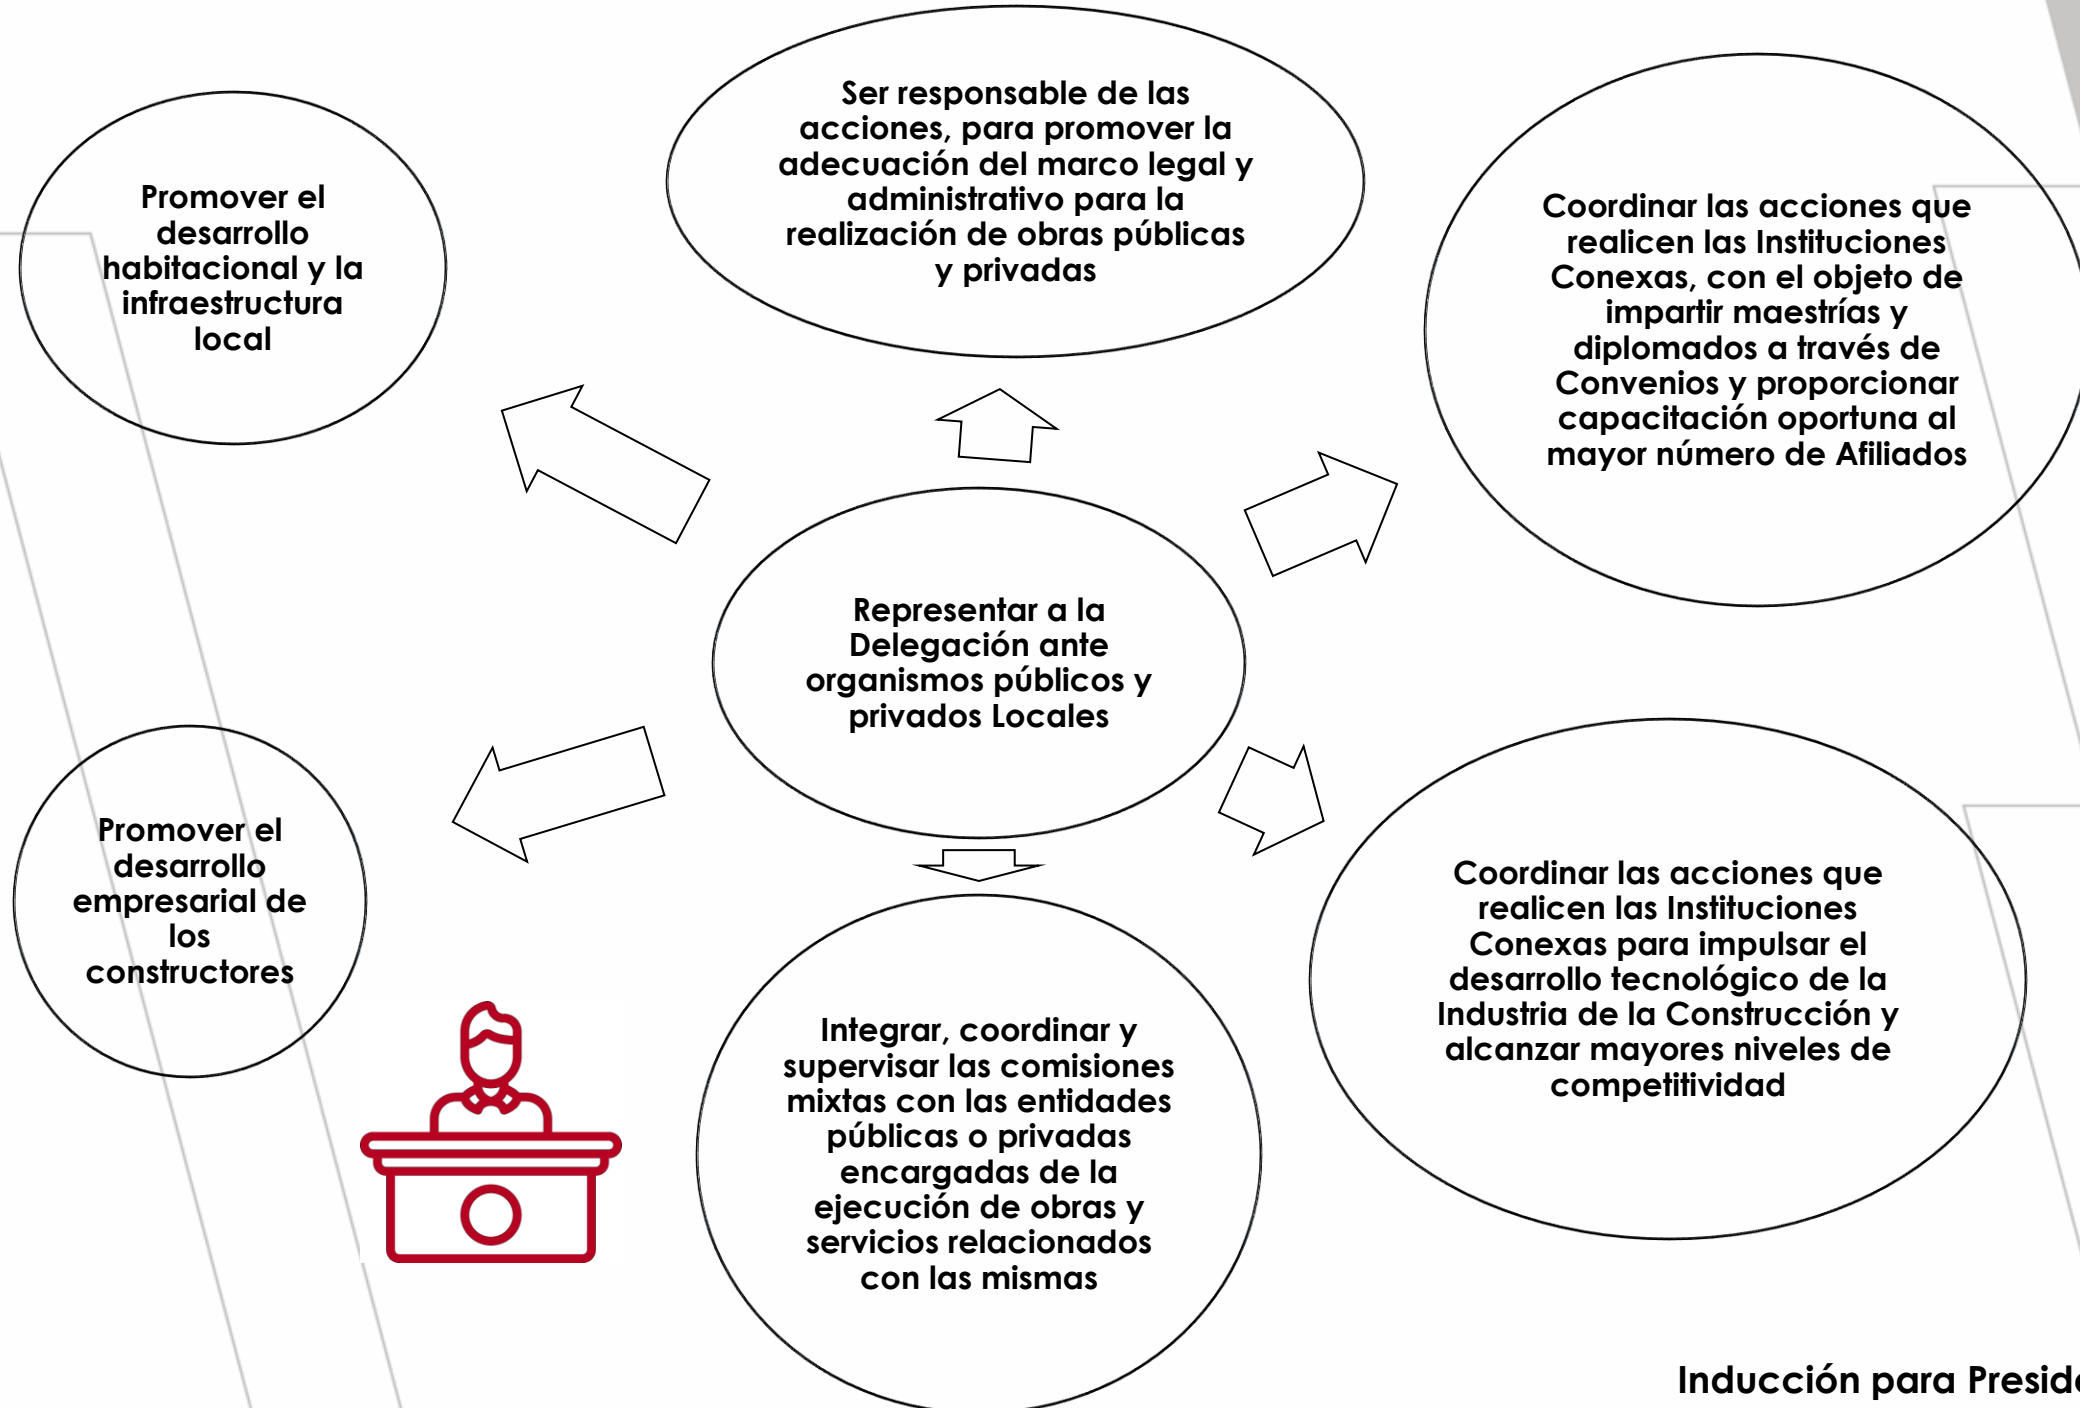 Promover el
desarrollo
habitacional y la
infraestructura
local
Ser responsable de las
acciones, para promover la
adecuación del marco legal y
administrativo para la
realización de obras públicas
y privadas
Coordinar las acciones que
realicen las Instituciones
Conexas, con el objeto de
impartir maestrías y
diplomados a través de
Convenios y proporcionar
capacitación oportuna al
mayor número de Afiliados
Representar a la
Delegación ante
organismos públicos y
privados Locales
Promover el
desarrollo
empresarial de
los
constructores
Integrar, coordinar y
supervisar las comisiones
mixtas con las entidades
públicas o privadas
encargadas de la
ejecución de obras y
servicios relacionados
con las mismas
Coordinar las acciones que
realicen las Instituciones
Conexas para impulsar el
desarrollo tecnológico de la
Industria de la Construcción y
alcanzar mayores niveles de
competitividad
Inducción para